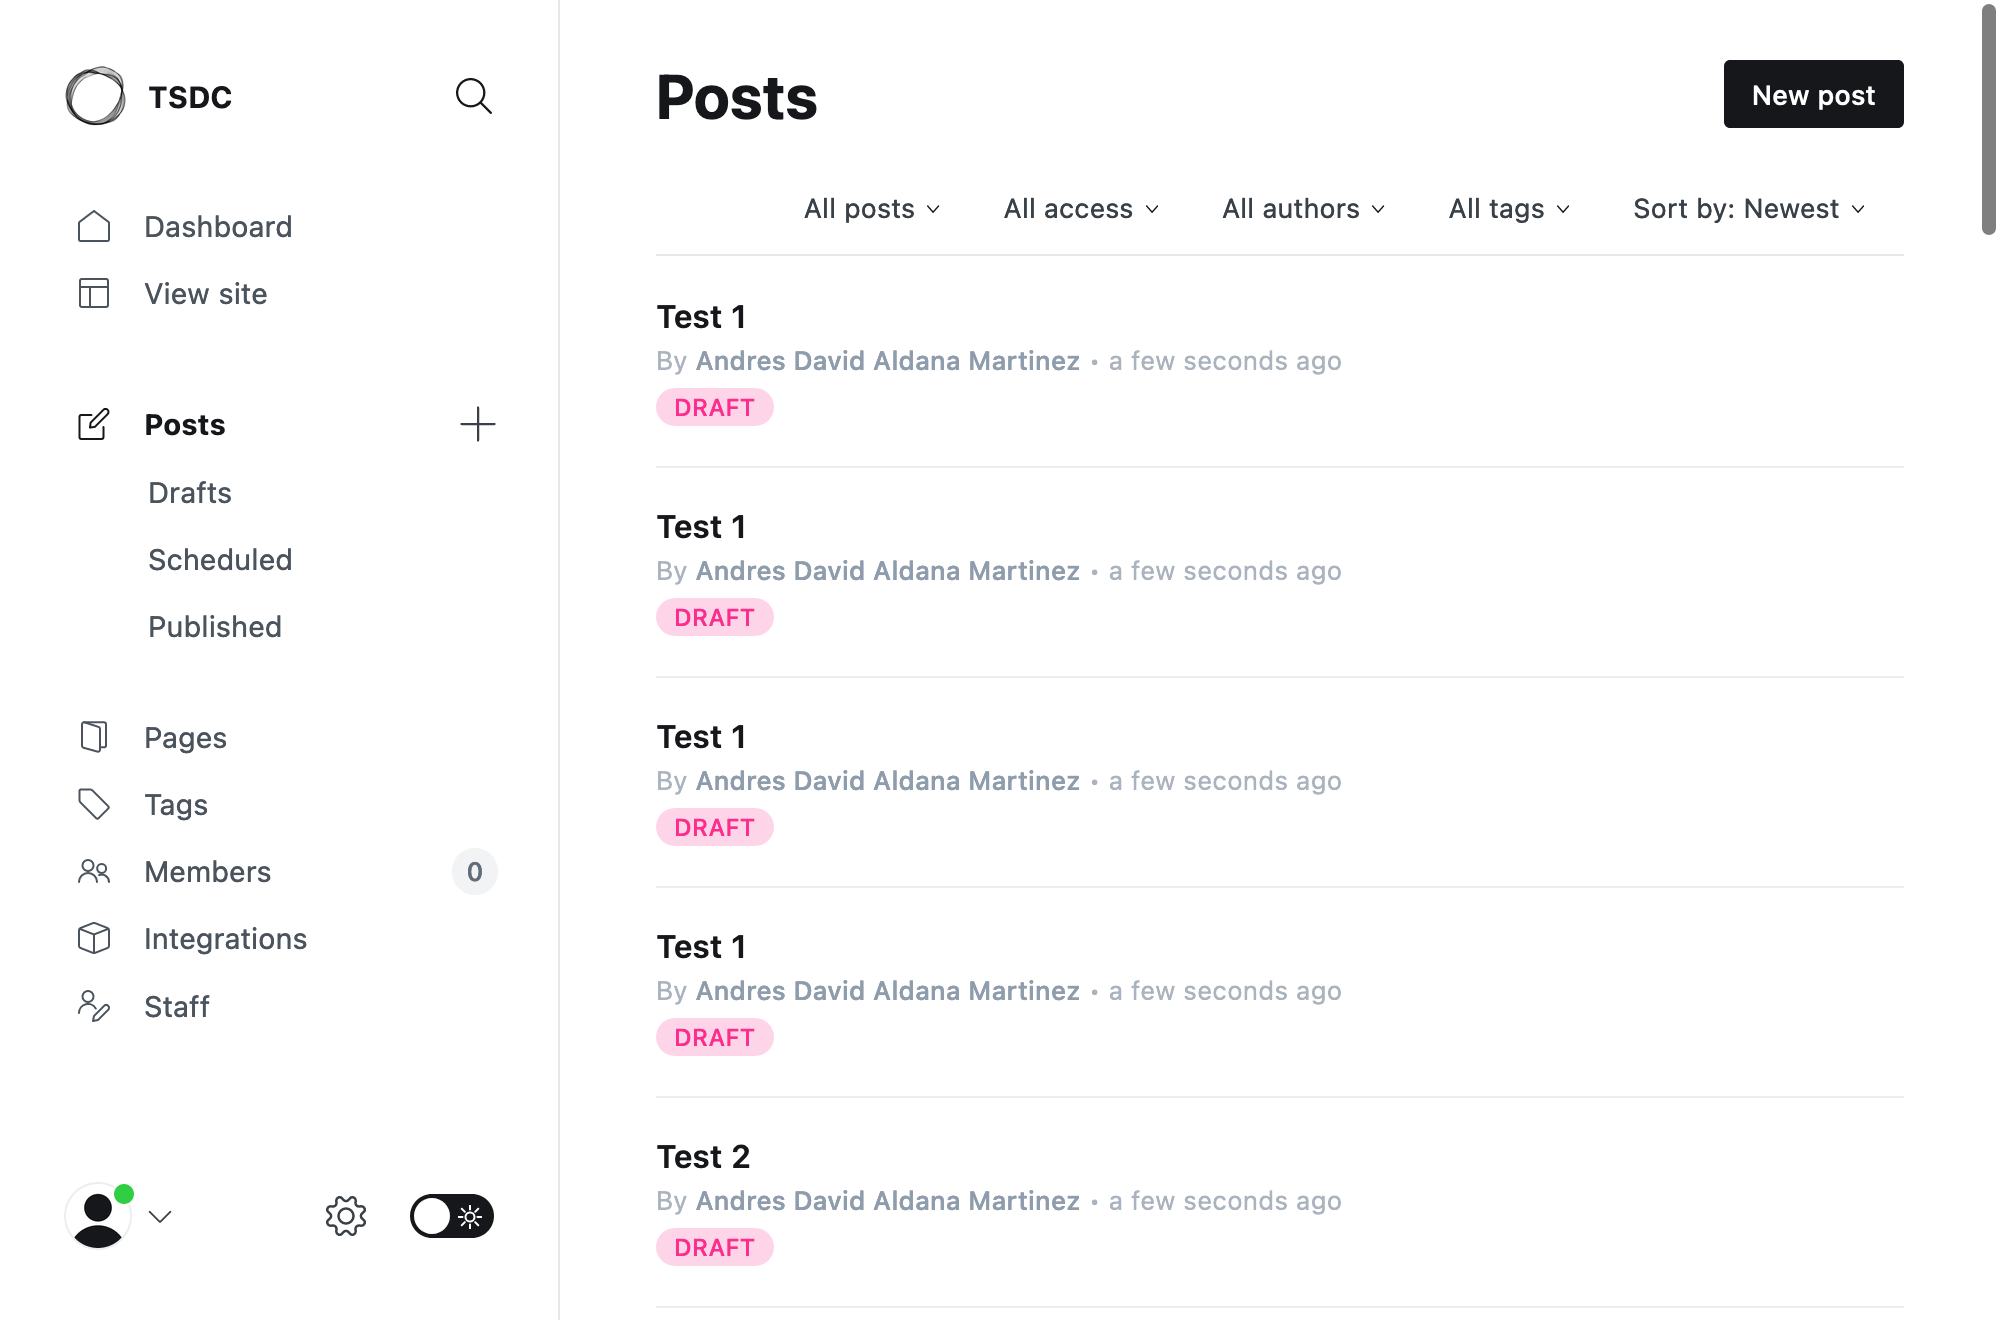 TSDC
Dashboard
View site
Posts
Drafts
Scheduled
Published
Pages
Tags
Members 0
Integrations
Staff
Posts
New post
All posts All access All authors All tags Sort by: Newest
Test 1
By Andres David Aldana Martinez • a few seconds ago
DRAFT
Test 1
By Andres David Aldana Martinez • a few seconds ago
DRAFT
Test 1
By Andres David Aldana Martinez • a few seconds ago
DRAFT
Test 1
By Andres David Aldana Martinez • a few seconds ago
DRAFT
Test 2
By Andres David Aldana Martinez • a few seconds ago
DRAFT